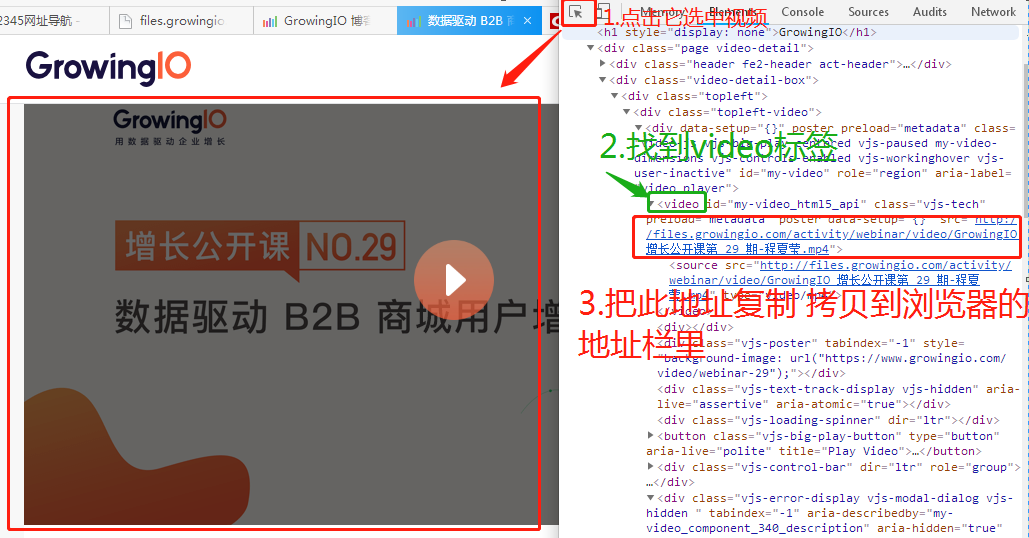 2345网址导航 -
files.growingio
GrowingIO 博客
数据驱动 B2B 商
GrowingIO
GrowingIO
用数据驱动企业增长
增长公开课 NO.29
数据驱动 B2B 商城用户增
1.点击它选中视频
Memory Elements Console Sources Audits Network
<h1 style="display: none">GrowingIO</h1>
<div class="page video-detail">
<div class="header fe2-header act-header">…</div>
<div class="video-detail-box">
<div class="topleft">
<div class="topleft-video">
<div data-setup="{}" poster preload="metadata" class=
2.找到video标签
dimensions vjs-controls-enabled vjs-workinghover vjs-
user-inactive" id="my-video" role="region" aria-label=
"video player">
<video id="my-video_html5_api" class="vjs-tech"
preload="metadata" poster data-setup="{}" src="http:/
/files.growingio.com/activity/webinar/video/GrowingIO
增长公开课第 29 期-程夏莹.mp4">
<source src="http://files.growingio.com/activity/
webinar/video/GrowingIO 增长公开课第 29 期-程夏
3.把此地址复制 拷贝到浏览器的
地址栏里
<div></div>
<div class="vjs-poster" tabindex="-1" style=
"background-image: url("https://www.growingio.com/
video/webinar-29");"></div>
<div class="vjs-text-track-display vjs-hidden" aria-
live="assertive" aria-atomic="true"></div>
<div class="vjs-loading-spinner" dir="ltr"></div>
<button class="vjs-big-play-button" type="button"
aria-live="polite" title="Play Video">…</button>
<div class="vjs-control-bar" dir="ltr" role="group">
…</div>
<div class="vjs-error-display vjs-modal-dialog vjs-
hidden " tabindex="-1" aria-describedby="my-
video_component_340_description" aria-hidden="true"